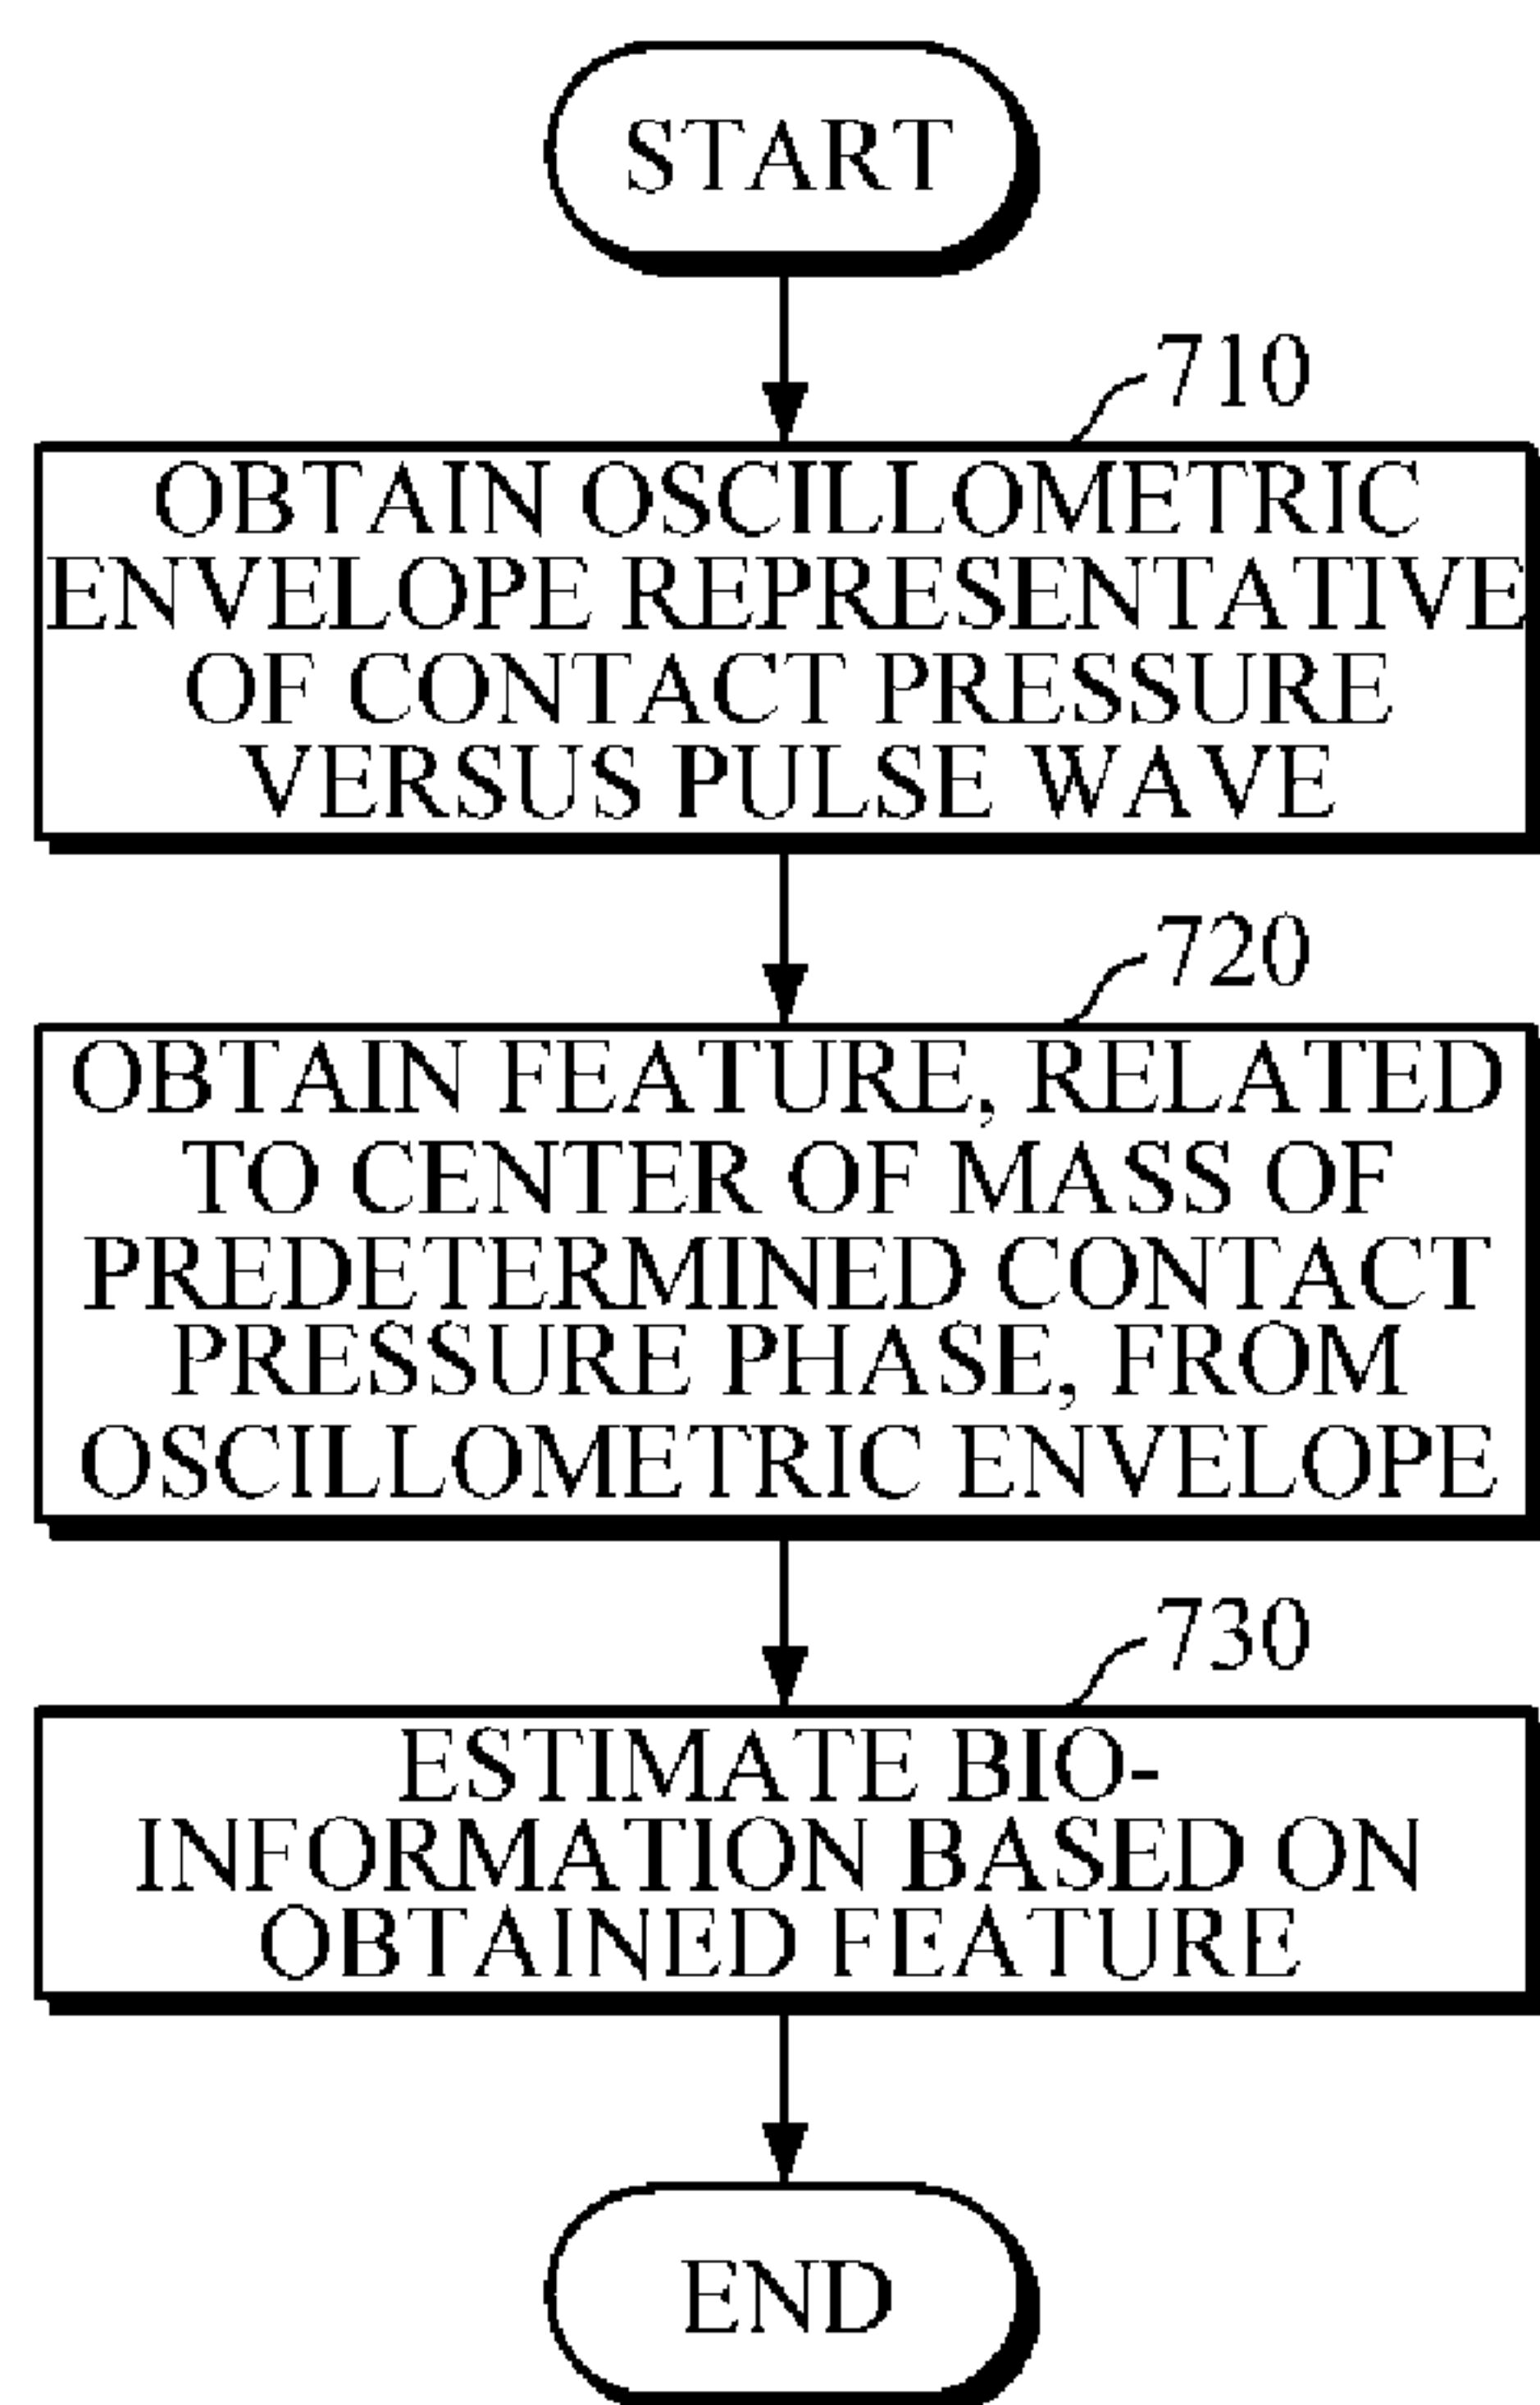 START
710
OBTAIN OSCILLOMETRIC
ENVELOPE REPRESENTATIVE
OF CONTACT PRESSURE
VERSUS PULSE WAVE
720
OBTAIN FEATURE, RELATED
TO CENTER OF MASS OF
PREDETERMINED CONTACT
PRESSURE PHASE, FROM
OSCILLOMETRIC ENVELOPE
730
ESTIMATE BIO-
INFORMATION BASED ON
OBTAINED FEATURE
END